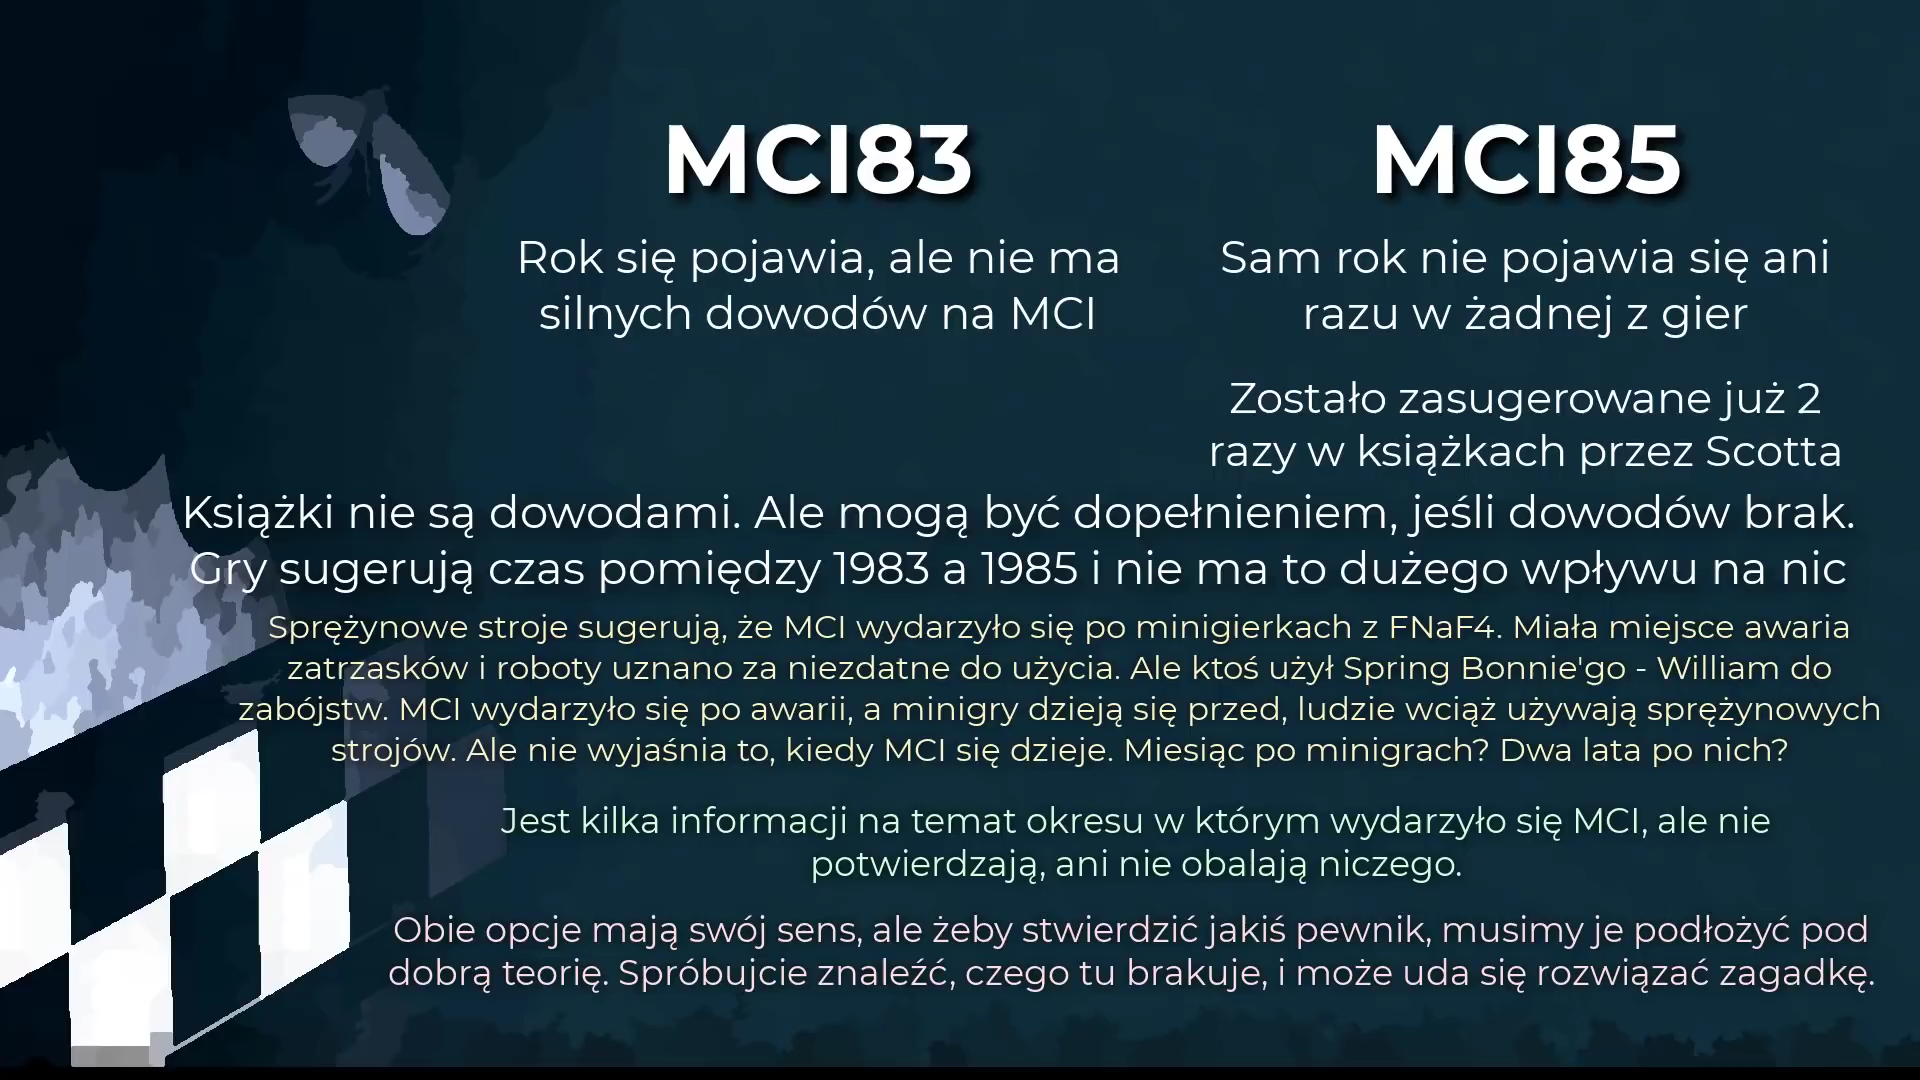 MCI83
Rok się pojawia, ale nie ma
silnych dowodów na MCI
MCI85
Sam rok nie pojawia się ani
razu w żadnej z gier
Zostało zasugerowane już 2
razy w książkach przez Scotta
Książki nie są dowodami. Ale mogą być dopełnieniem, jeśli dowodów brak.
Gry sugerują czas pomiędzy 1983 a 1985 i nie ma to dużego wpływu na nic
Sprężynowe stroje sugerują, że MCI wydarzyło się po minigierkach z FNaF4. Miała miejsce awaria
zatrzasków i roboty uznano za niezdatne do użycia. Ale ktoś użył Spring Bonnie'go - William do
zabójstw. MCI wydarzyło się po awarii, a minigry dzieją się przed, ludzie wciąż używają sprężynowych
strojów. Ale nie wyjaśnia to, kiedy MCI się dzieje. Miesiąc po minigrach? Dwa lata po nich?
Jest kilka informacji na temat okresu w którym wydarzyło się MCI, ale nie
potwierdzają, ani nie obalają niczego.
Obie opcje mają swój sens, ale żeby stwierdzić jakiś pewnik, musimy je podłożyć pod
dobrą teorię. Spróbujcie znaleźć, czego tu brakuje, i może uda się rozwiązać zagadkę.